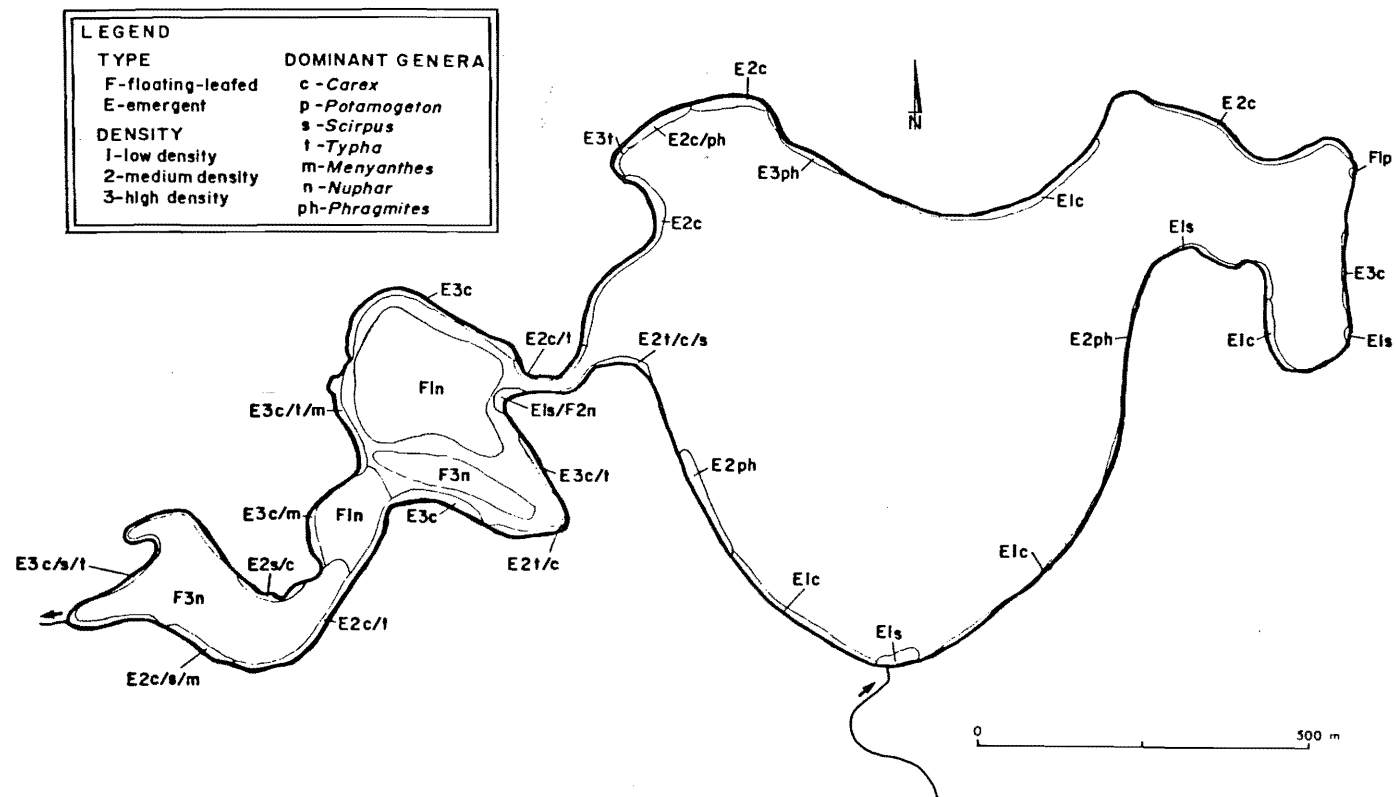 LEGEND
TYPE
F-floating-leafed
E-emergent
DENSITY
1-low density
2-medium density
3-high density
DOMINANT GENERA
c -Carex
p -Potamogeton
s -Scirpus
t -Typha
m-Menyanthes
n -Nuphar
ph-Phragmites
E2c
N
E2c
E3t
E2c/ph
E3ph
F1p
E1c
E2c
E1s
E3c
E3c
E2c/t
E2t/c/s
E2ph
E1c
E1s
F1n
E3c/t/m
E1s/F2n
F3n
E3c/t
E2ph
E3c/m
F1n
E3c
E3c/s/t
E2s/c
E2t/c
E1c
F3n
E1c
E2c/t
E1s
E2c/s/m
0
500 m